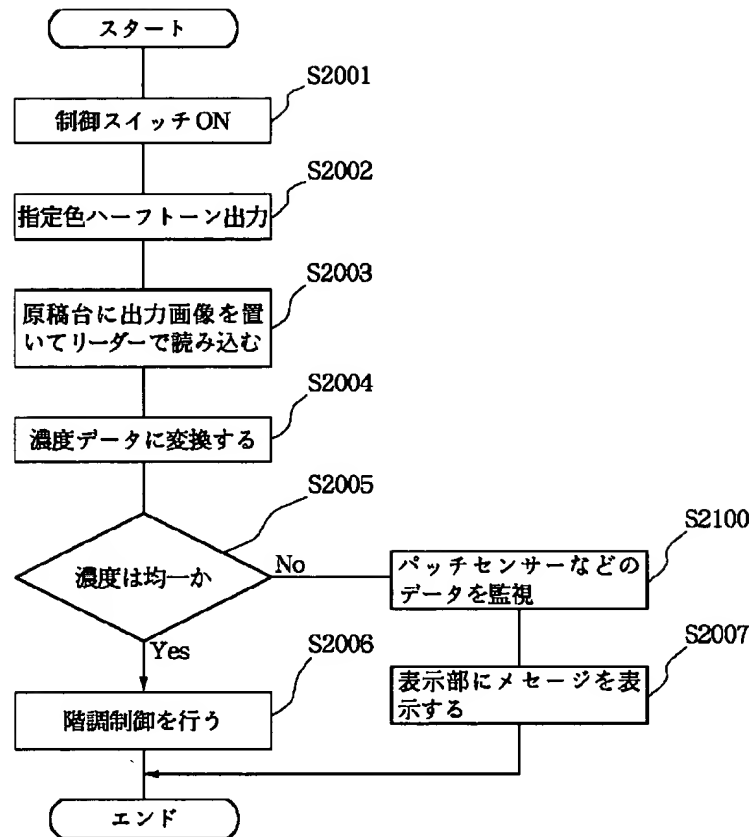 スタート
S2001
制御スイッチON
S2002
指定色ハーフトーン出力
S2003
原稿台に出力画像を置
いてリーダーで読み込む
S2004
濃度データに変換する
S2005
濃度は均一か
No
Yes
S2100
パッチセンサーなどの
データを監視
S2006
階調制御を行う
S2007
表示部にメセージを表
示する
エンド